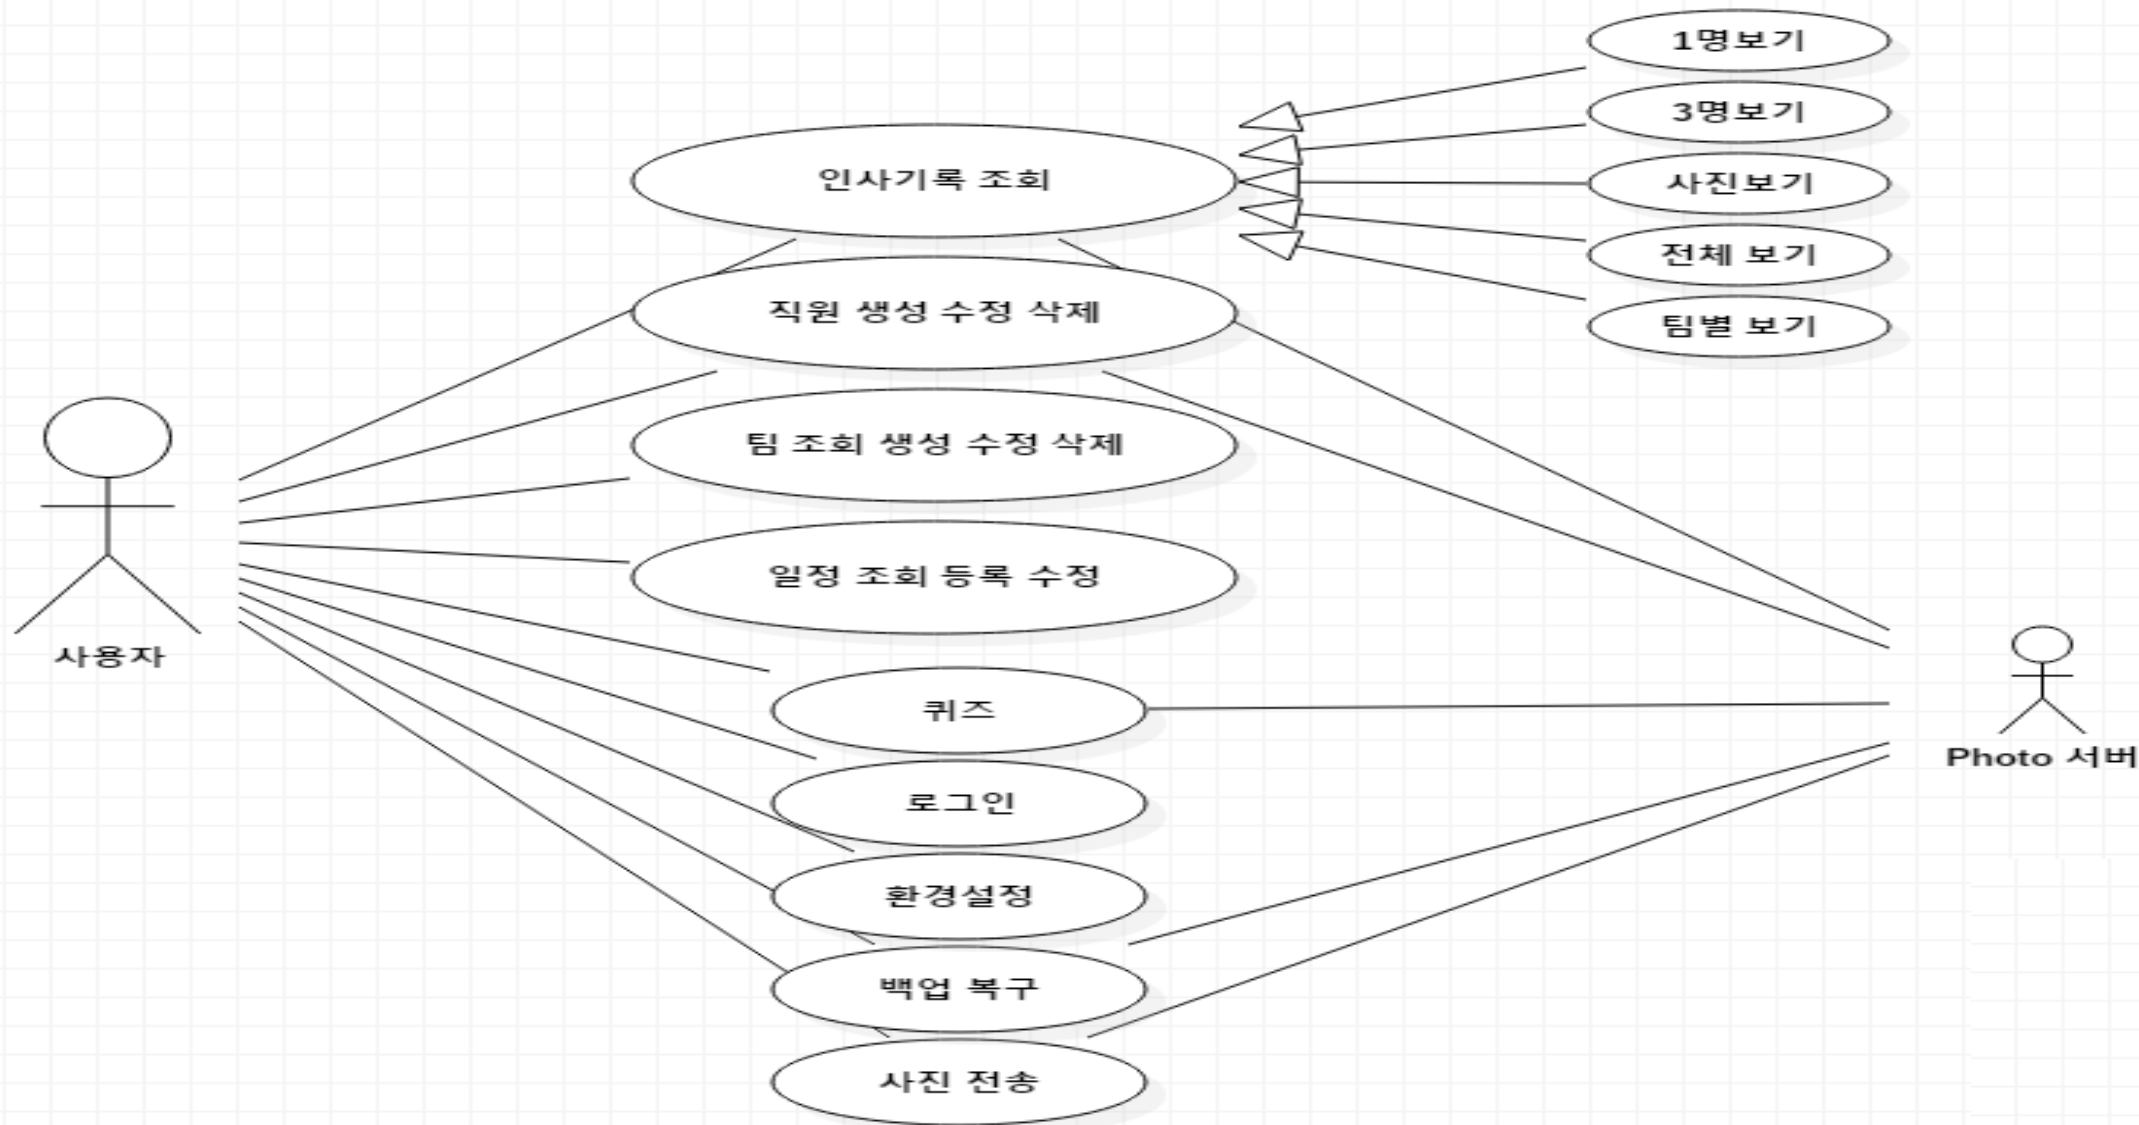 1명보기
3명보기
사진보기
전체 보기
팀별 보기
인사기록 조회
직원 생성 수정 삭제
팀 조회 생성 수정 삭제
일정 조회 등록 수정
퀴즈
로그인
환경설정
백업 복구
사진 전송
사용자
Photo 서버